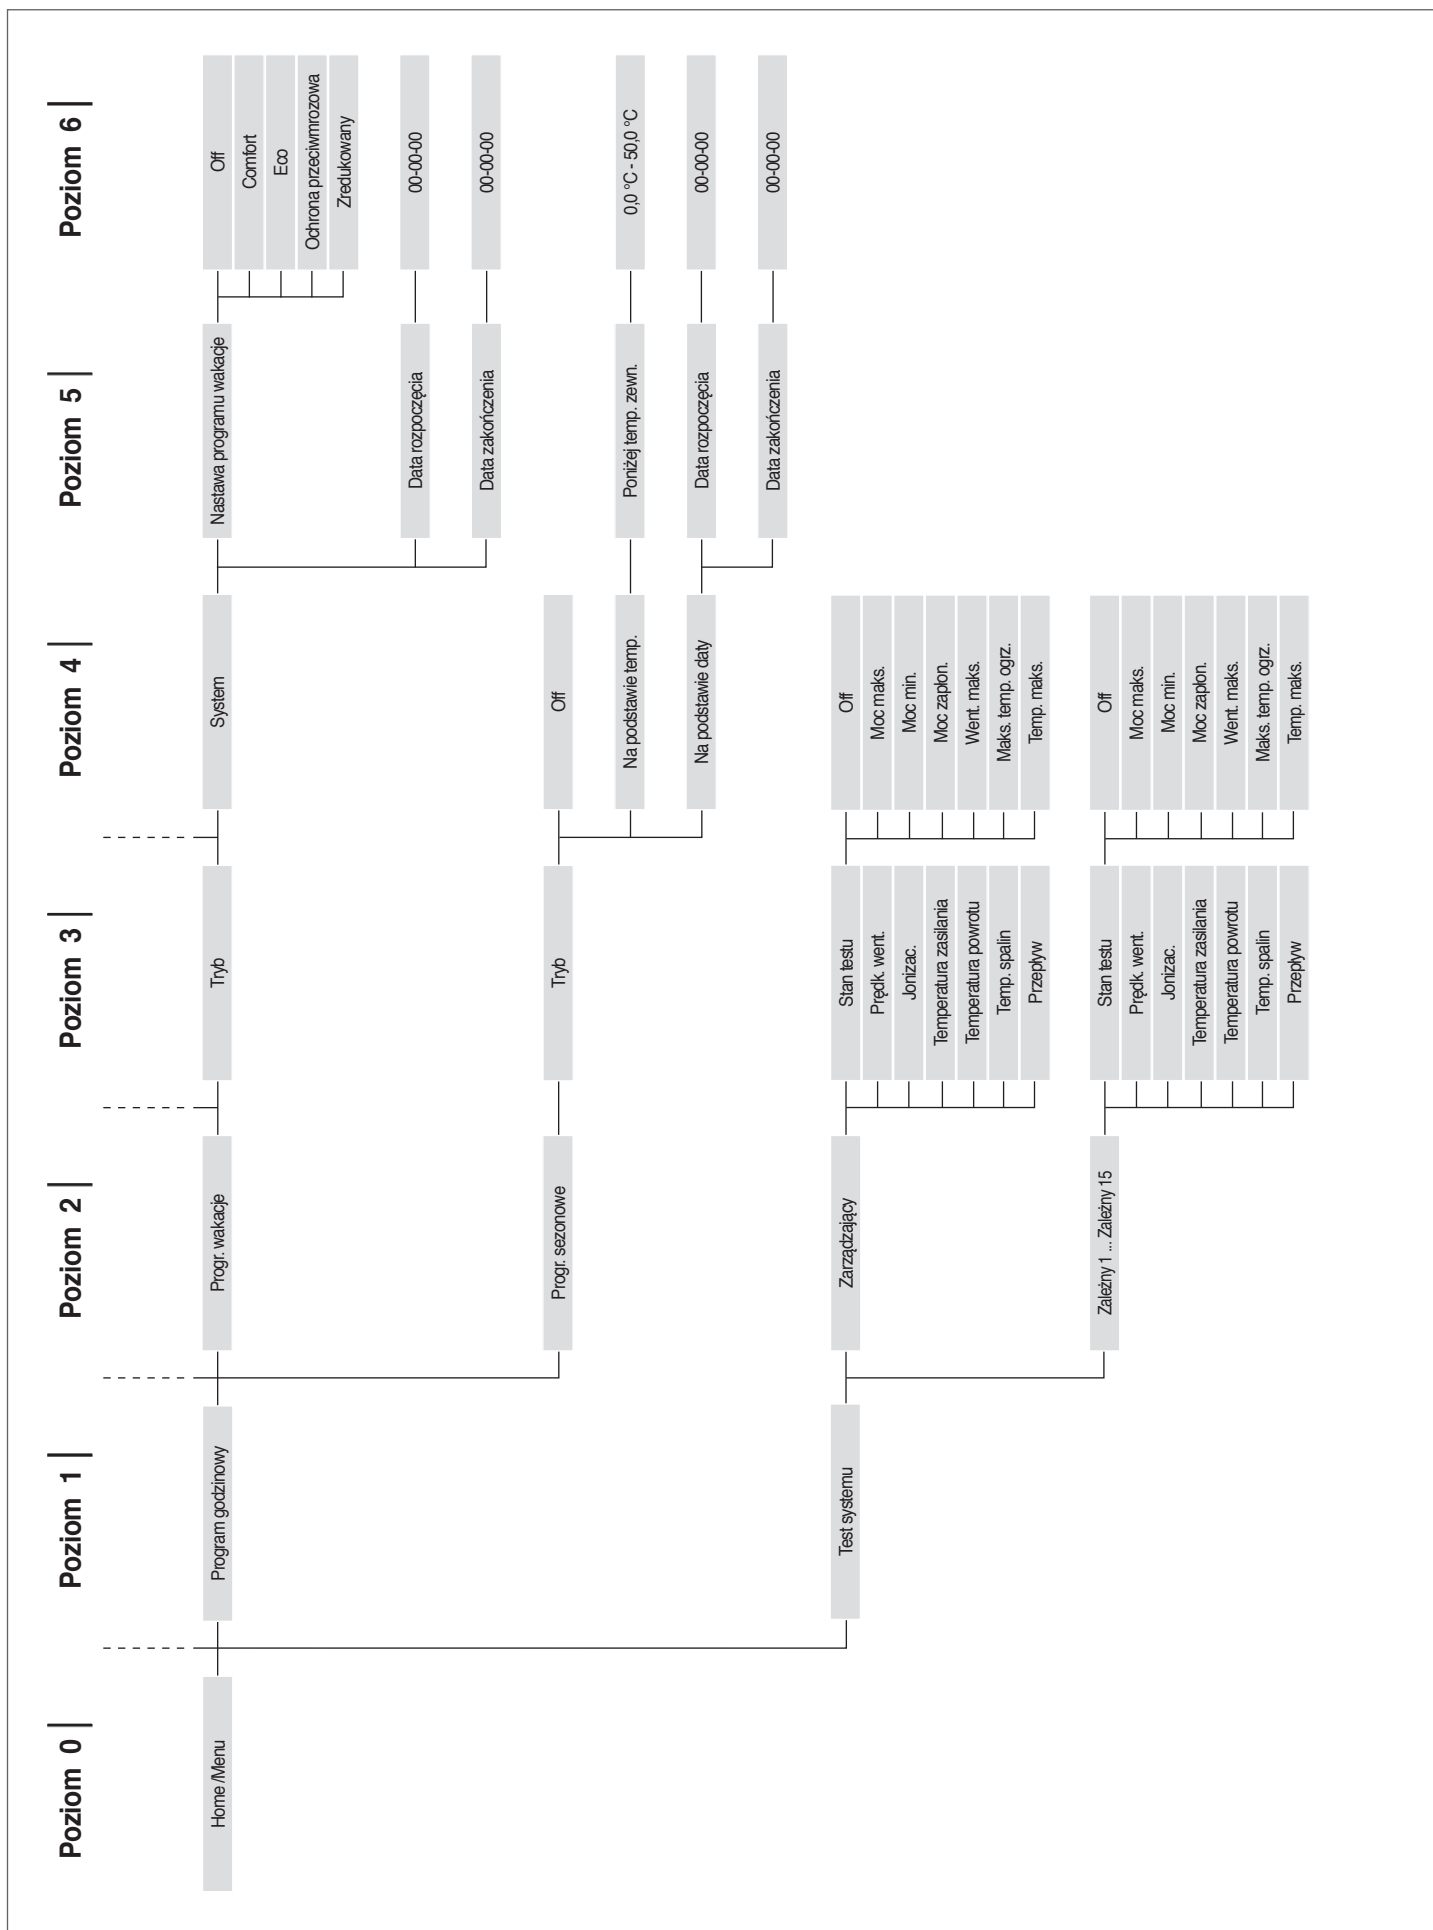 Poziom 0
Poziom 1
Poziom 2
Poziom 3
Poziom 4
Poziom 5
Poziom 6
Home /Menu
Program godzinowy
Progr. wakacje
Tryb
System
Nastawa programu wakacje
Off
Comfort
Eco
Ochrona przeciwmrozowa
Zredukowany
Data rozpoczęcia
00-00-00
Data zakończenia
00-00-00
Progr. sezonowe
Tryb
Off
Na podstawie temp.
Poniżej temp. zewn.
0,0 °C - 50,0 °C
Na podstawie daty
Data rozpoczęcia
00-00-00
Data zakończenia
00-00-00
Test systemu
Zarządzający
Stan testu
Prędk. went.
Jonizac.
Temperatura zasilania
Temperatura powrotu
Temp. spalin
Przepływ
Off
Moc maks.
Moc min.
Moc zapłon.
Went. maks.
Maks. temp. ogrz.
Temp. maks.
Zależny 1 ... Zależny 15
Stan testu
Prędk. went.
Jonizac.
Temperatura zasilania
Temperatura powrotu
Temp. spalin
Przepływ
Off
Moc maks.
Moc min.
Moc zapłon.
Went. maks.
Maks. temp. ogrz.
Temp. maks.